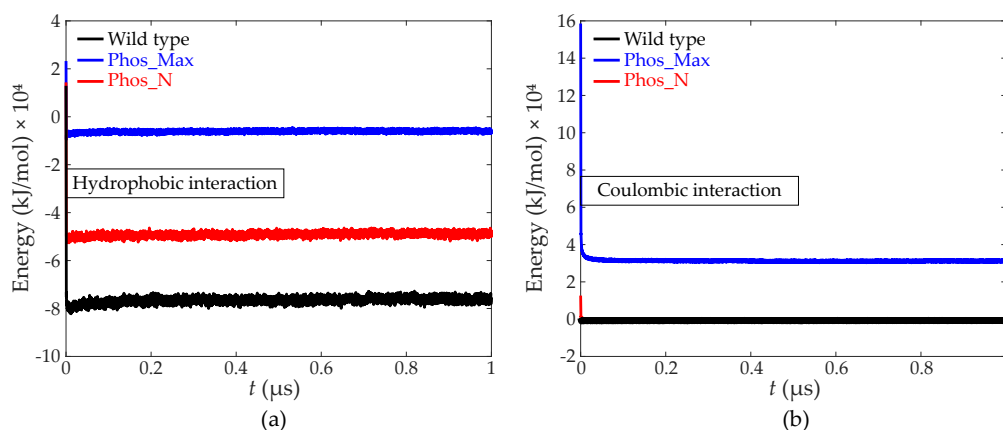 4
2
0
-2
-4
-6
-8
-10
Energy (kJ/mol) × 10⁴
Wild type
Phos_Max
Phos_N
Hydrophobic interaction
0
0.2
0.4
0.6
0.8
1
t (µs)
(a)
16
14
12
10
8
6
4
2
0
-2
Energy (kJ/mol) × 10⁴
Wild type
Phos_Max
Phos_N
Coulombic interaction
0
0.2
0.4
0.6
0.8
t (µs)
(b)